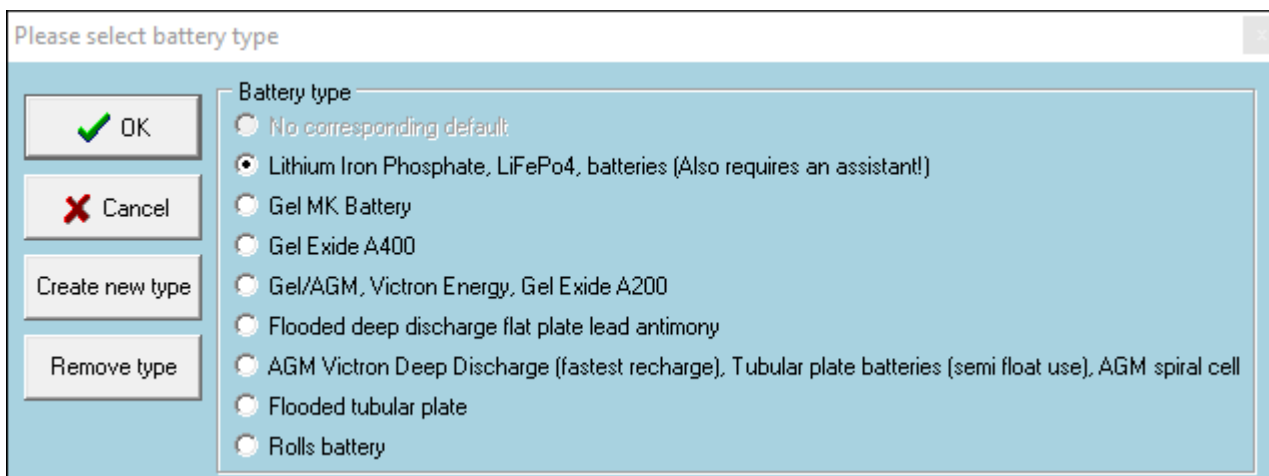 Please select battery type
x
OK
Cancel
Create new type
Remove type
Battery type
No corresponding default
Lithium Iron Phosphate, LiFePo4, batteries (Also requires an assistant!)
Gel MK Battery
Gel Exide A400
Gel/AGM, Victron Energy, Gel Exide A200
Flooded deep discharge flat plate lead antimony
AGM Victron Deep Discharge (fastest recharge), Tubular plate batteries (semi float use), AGM spiral cell
Flooded tubular plate
Rolls battery